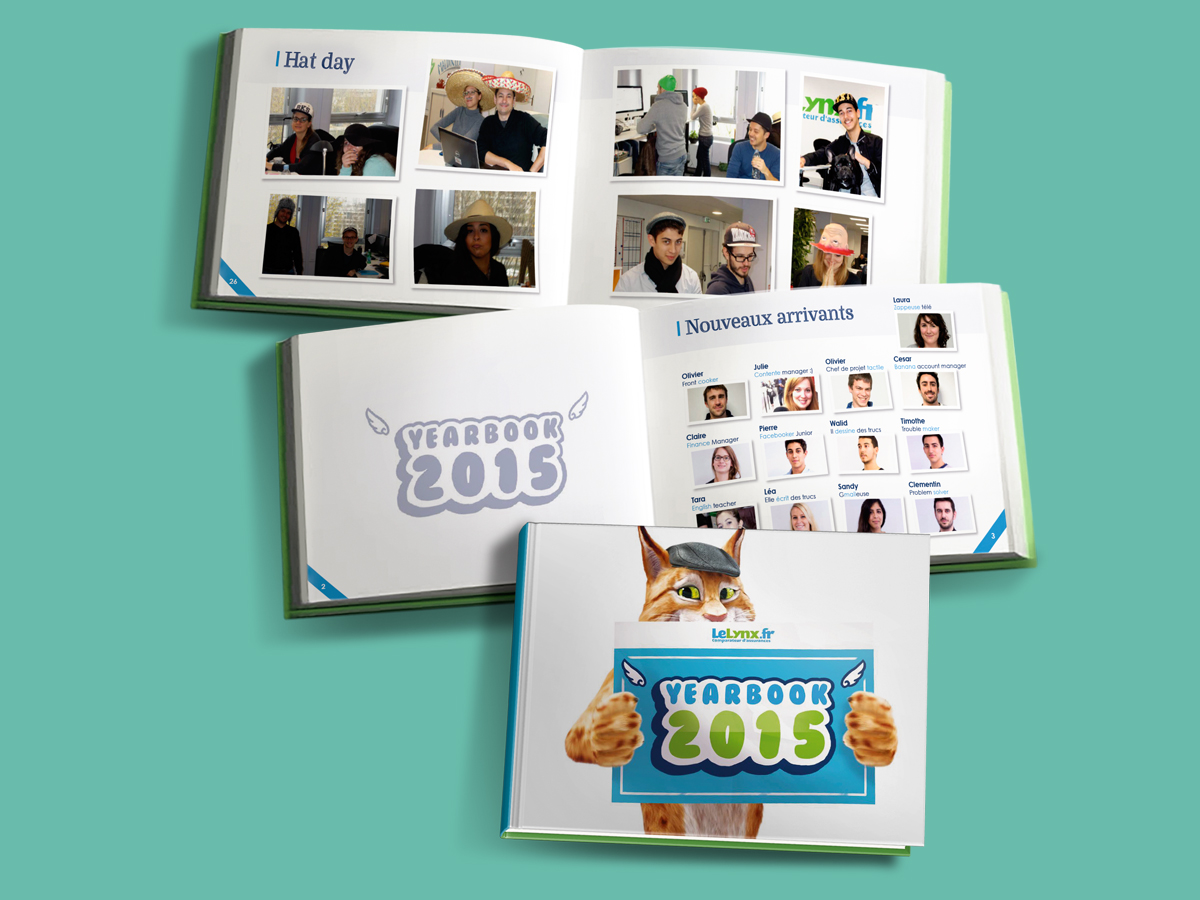 Hat day
Lynx.fr
26
Nouveaux arrivants
Laura
Zappeuse télé
Olivier
Front cooker
Julie
Contente manager :)
Olivier
Chef de projet tactile
Cesar
Banana account manager
Claire
Finance Manager
Pierre
Facebooker Junior
Walid
Il dessine des trucs
Timothe
Trouble maker
Tara
English teacher
Léa
Elle écrit des trucs
Sandy
Gmaileuse
Clementin
Problem solver
YEARBOOK
2015
2
3
LeLynx.fr
Comparateur d'assurances
YEARBOOK
2015